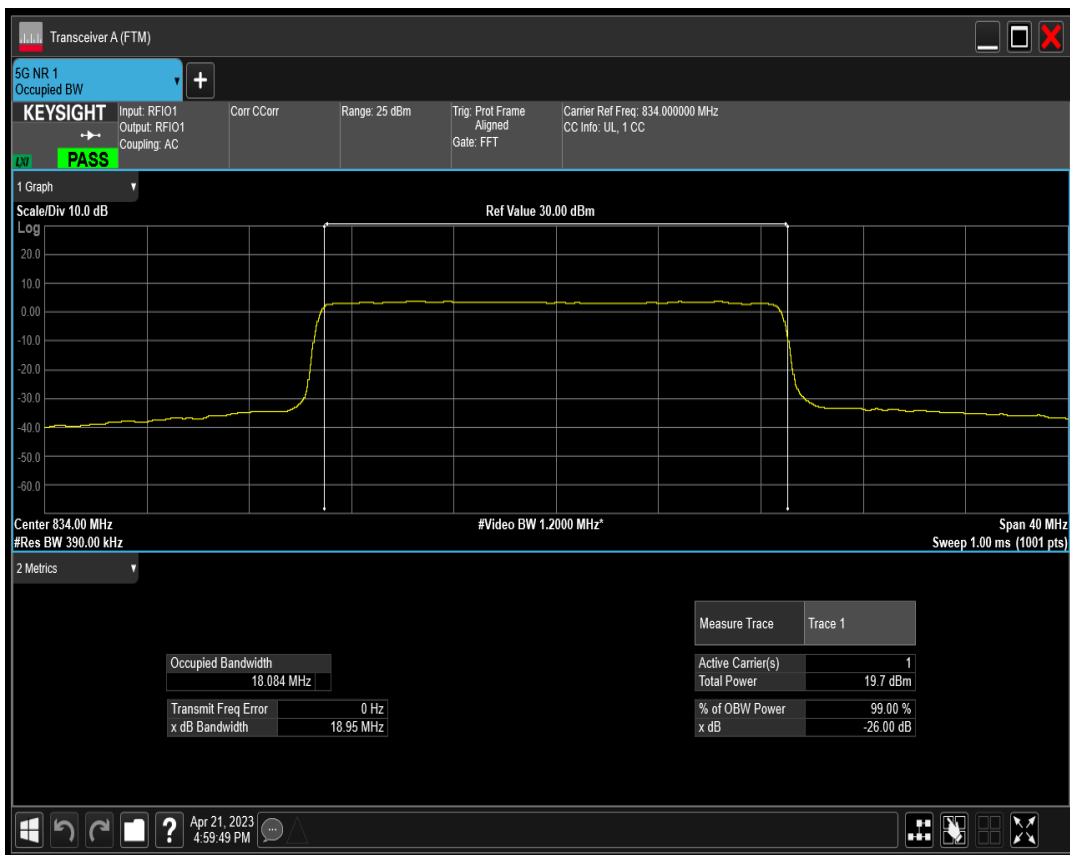 Transceiver A (FTM)
5G NR 1
Occupied BW
+
KEYSIGHT
LXI
PASS
Input: RFIO1
Output: RFIO1
Coupling: AC
Corr CCorr
Range: 25 dBm
Trig: Prot Frame
Aligned
Gate: FFT
Carrier Ref Freq: 834.000000 MHz
CC Info: UL, 1 CC
1 Graph
Scale/Div 10.0 dB
Ref Value 30.00 dBm
Log
20.0
10.0
0.00
-10.0
-20.0
-30.0
-40.0
-50.0
-60.0
Center 834.00 MHz
#Video BW 1.2000 MHz*
Span 40 MHz
#Res BW 390.00 kHz
Sweep 1.00 ms (1001 pts)
2 Metrics
Measure Trace Trace 1
Occupied Bandwidth
18.084 MHz
Active Carrier(s) 1
Total Power 19.7 dBm
Transmit Freq Error 0 Hz
x dB Bandwidth 18.95 MHz
% of OBW Power 99.00 %
x dB -26.00 dB
?
Apr 21, 2023
4:59:49 PM